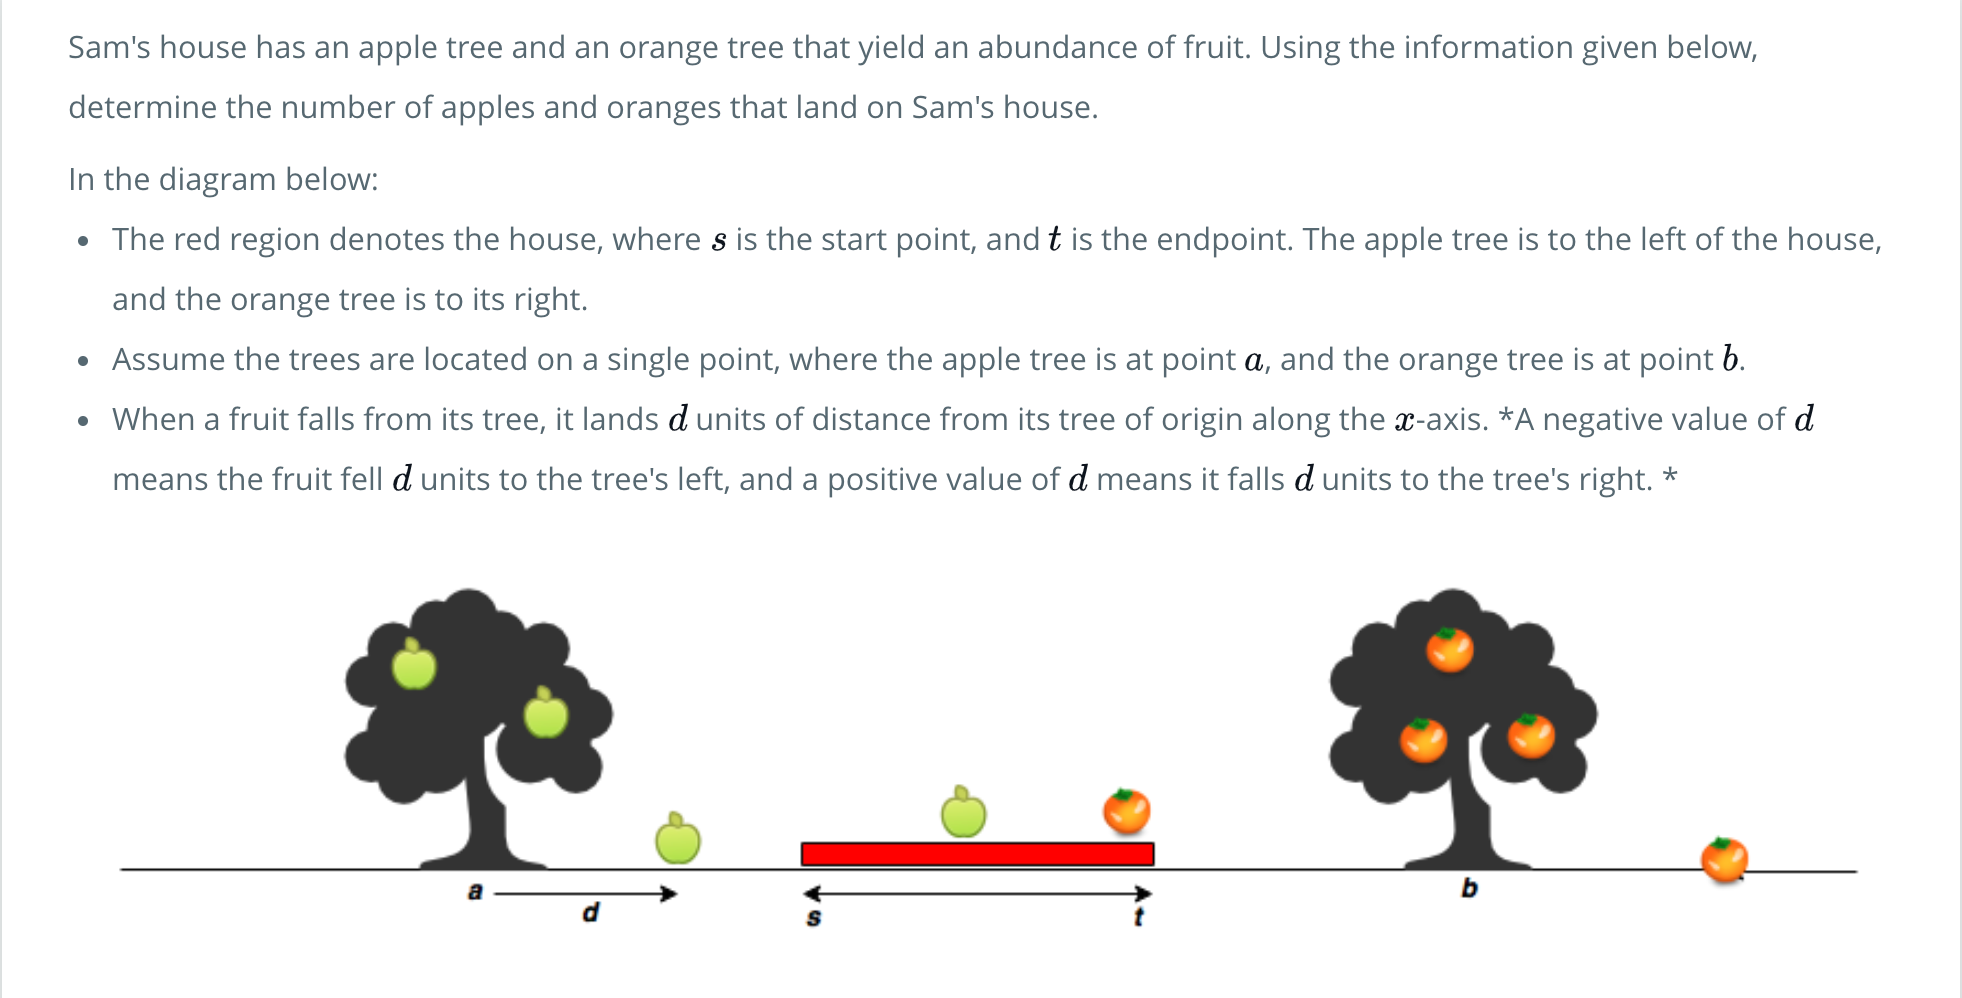 Sam's house has an apple tree and an orange tree that yield an abundance of fruit. Using the information given below,
determine the number of apples and oranges that land on Sam's house.
In the diagram below:
• The red region denotes the house, where s is the start point, and t is the endpoint. The apple tree is to the left of the house,
and the orange tree is to its right.
• Assume the trees are located on a single point, where the apple tree is at point a, and the orange tree is at point b.
• When a fruit falls from its tree, it lands d units of distance from its tree of origin along the x-axis. *A negative value of d
means the fruit fell d units to the tree's left, and a positive value of d means it falls d units to the tree's right. *
a
d
s
t
b